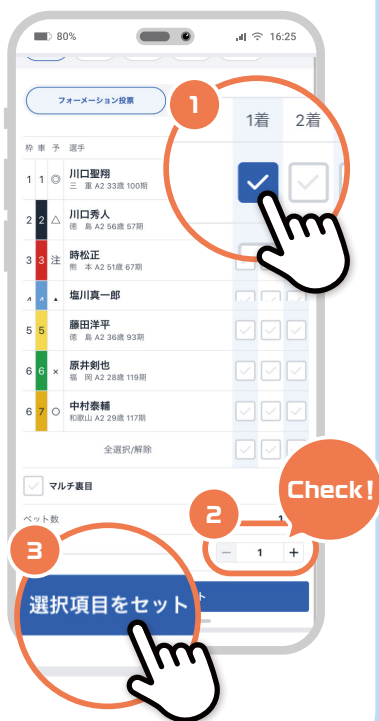 80%
16:25
フォーメーション投票
1
1着 2着
枠 車 予 選手
1 1 ◎ 川口聖翔
三 重 A2 33歳 100期
2 2 △ 川口秀人
徳 島 A2 56歳 57期
3 3 注 時松正
熊 本 A2 51歳 67期
塩川真一郎
5 5 藤田洋平
徳 島 A2 36歳 93期
6 6 × 原井剣也
福 岡 A2 28歳 119期
6 7 ○ 中村泰輔
和歌山 A2 29歳 117期
全選択/解除
マルチ裏目
Check!
ベット数
2
1
3
− 1 +
選択項目をセット